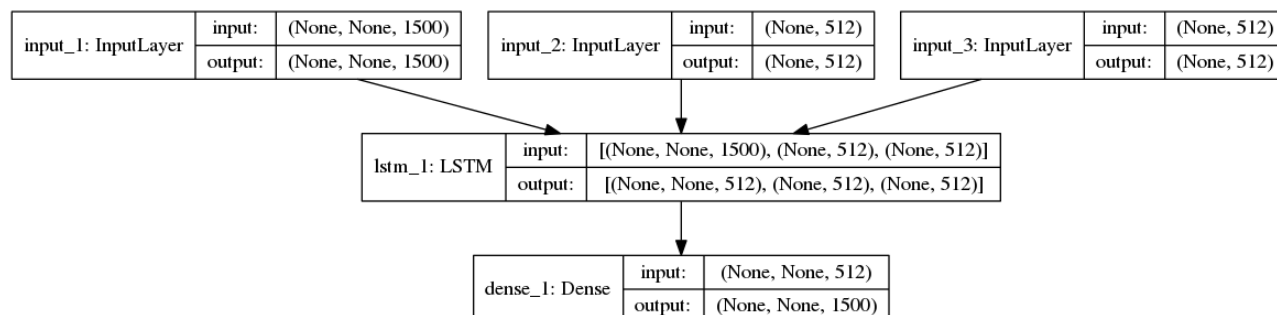 input_1: InputLayer
input: (None, None, 1500)
output: (None, None, 1500)
input_2: InputLayer
input: (None, 512)
output: (None, 512)
input_3: InputLayer
input: (None, 512)
output: (None, 512)
lstm_1: LSTM
input: [(None, None, 1500), (None, 512), (None, 512)]
output: [(None, None, 512), (None, 512), (None, 512)]
dense_1: Dense
input: (None, None, 512)
output: (None, None, 1500)